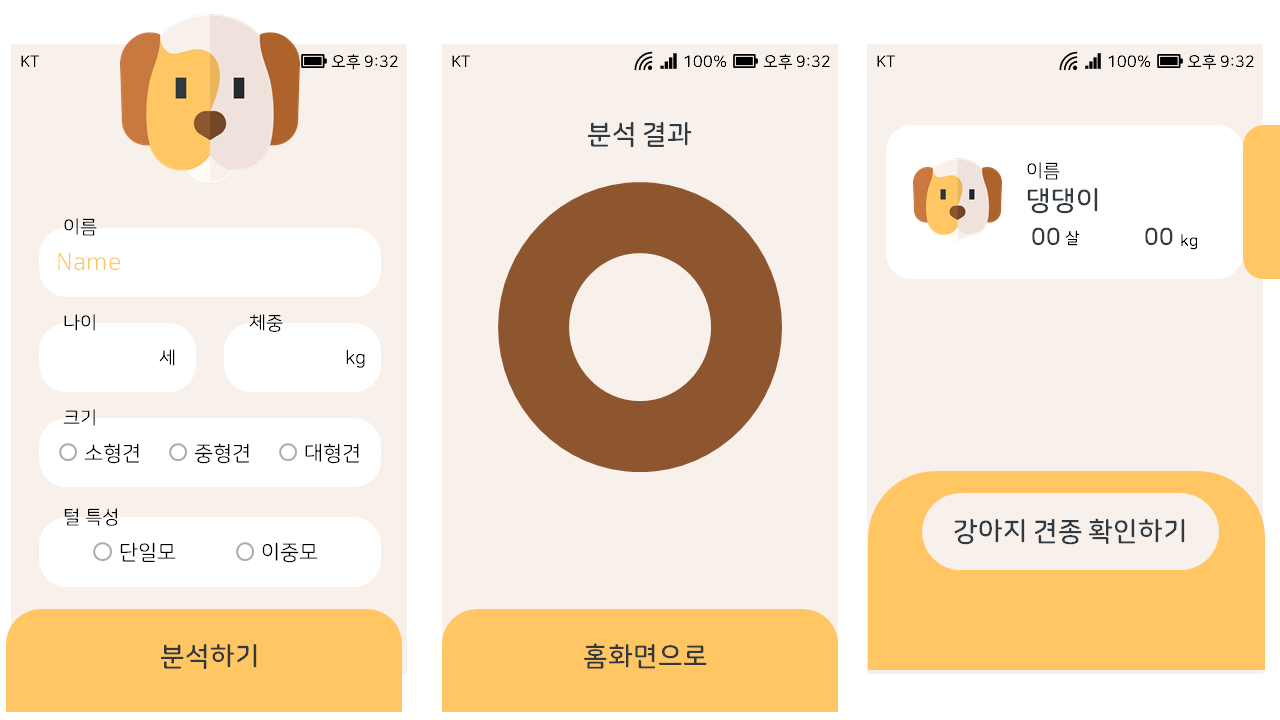 KT 오후 9:32
이름
Name
나이 체중
세 kg
크기
소형견 중형견 대형견
털 특성
단일모 이중모
분석하기
KT 100% 오후 9:32
분석 결과
홈화면으로
KT 100% 오후 9:32
이름
댕댕이
00 살 00 kg
강아지 견종 확인하기